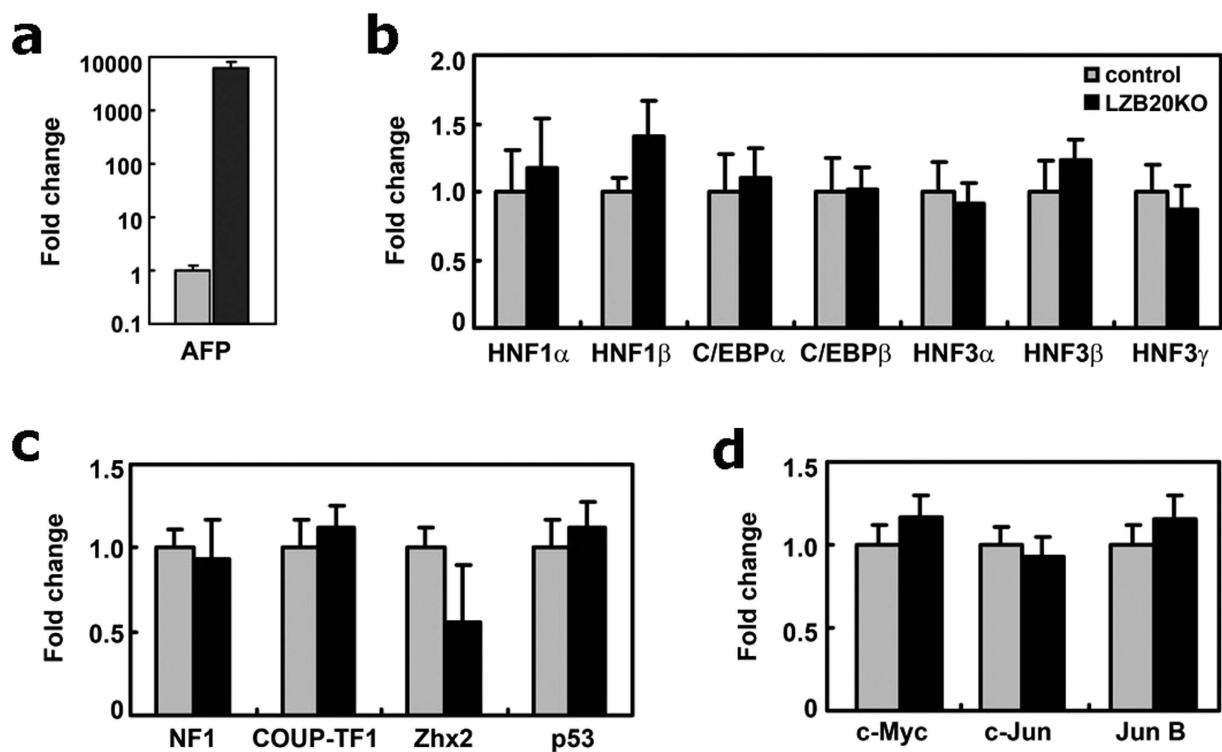 a
Fold change
10000
1000
100
10
1
0.1
AFP
b
Fold change
2.0
1.5
1.0
0.5
0
control
LZB20KO
HNF1α HNF1β C/EBPα C/EBPβ HNF3α HNF3β HNF3γ
c
Fold change
1.5
1.0
0.5
0
NF1 COUP-TF1 Zhx2 p53
d
Fold change
1.5
1.0
0.5
0
c-Myc c-Jun Jun B